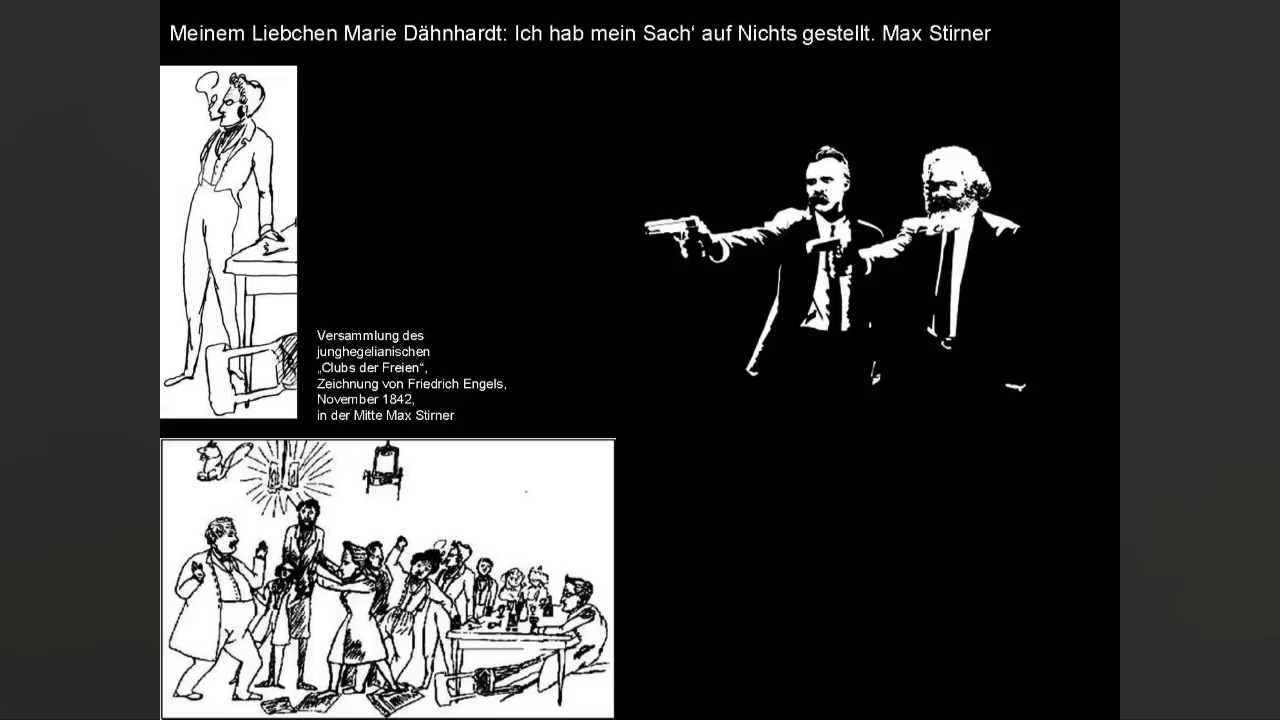 Meinem Liebchen Marie Dähnhardt: Ich hab mein Sach‘ auf Nichts gestellt. Max Stirner
Versammlung des
junghegelianischen
„Clubs der Freien“,
Zeichnung von Friedrich Engels,
November 1842,
in der Mitte Max Stirner